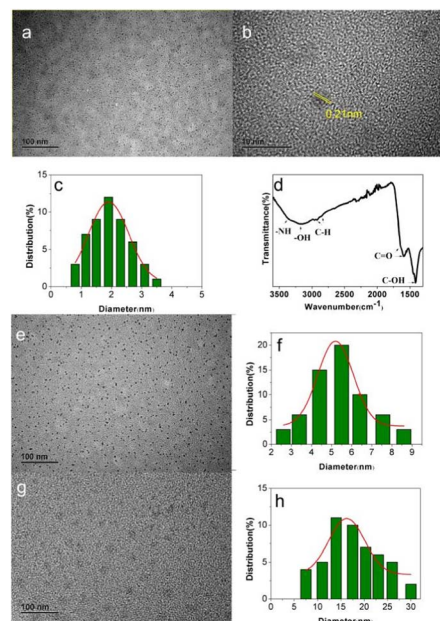 a
100 nm
b
0.21nm
10 nm
c
Distribution(%)
15
10
5
0
0 1 2 3 4 5
Diameter(nm)
d
Transmittance(%)
-NH
-OH
C-H
C=O
C-OH
3500 3000 2500 2000 1500
Wavenumber(cm⁻¹)
e
100 nm
f
Distribution(%)
20
15
10
5
0
2 3 4 5 6 7 8 9
Diameter(nm)
g
100 nm
h
Distribution(%)
15
10
5
0
0 5 10 15 20 25 30
Diameter(nm)